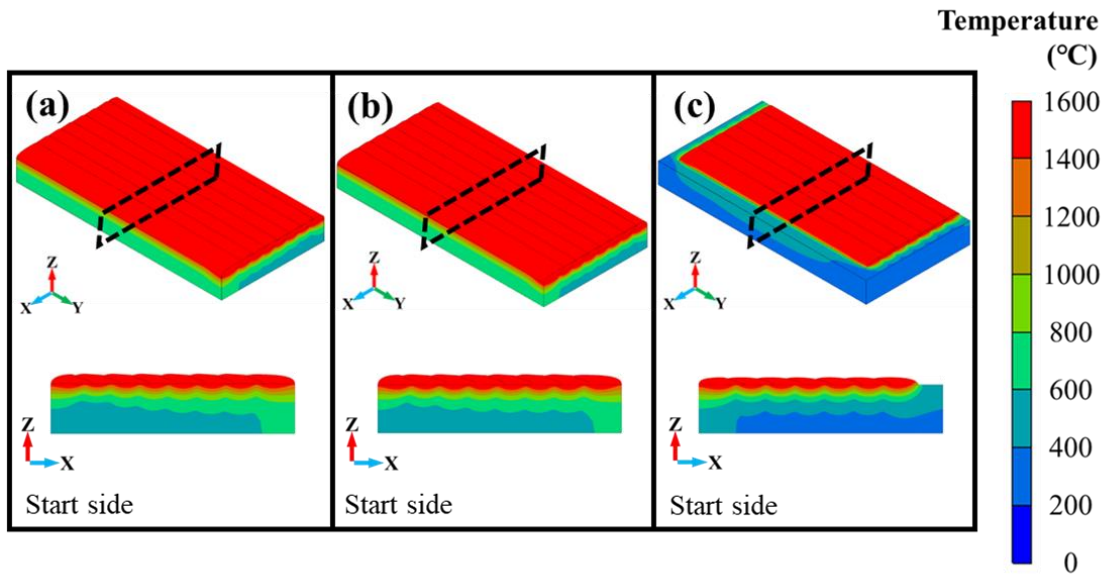 Temperature
(°C)
(a)
(b)
(c)
1600
1400
1200
1000
800
600
400
200
0
Z
X
Y
Z
X
Y
Z
X
Y
Z
X
Z
X
Z
X
Start side
Start side
Start side